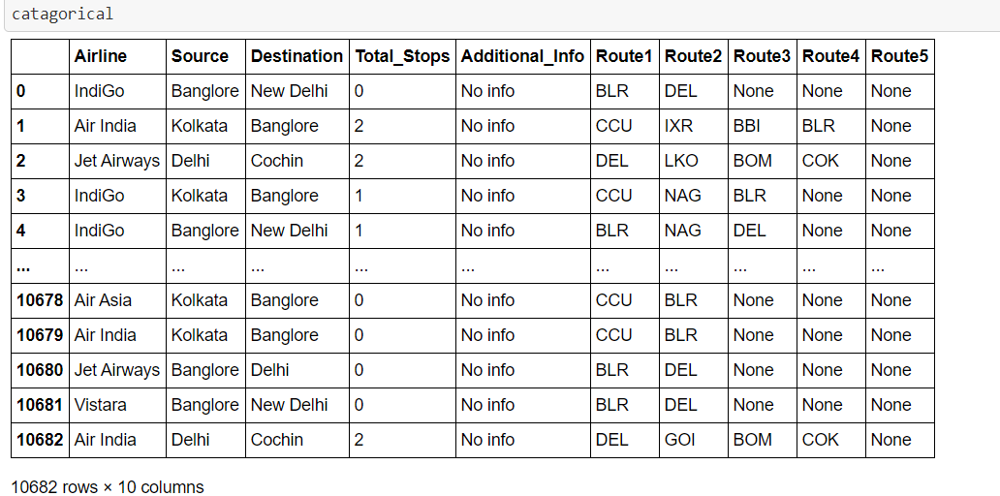 catagorical
Airline Source Destination Total_Stops Additional_Info Route1 Route2 Route3 Route4 Route5
0 IndiGo Banglore New Delhi 0 No info BLR DEL None None None
1 Air India Kolkata Banglore 2 No info CCU IXR BBI BLR None
2 Jet Airways Delhi Cochin 2 No info DEL LKO BOM COK None
3 IndiGo Kolkata Banglore 1 No info CCU NAG BLR None None
4 IndiGo Banglore New Delhi 1 No info BLR NAG DEL None None
... ... ... ... ... ... ... ... ... ... ...
10678 Air Asia Kolkata Banglore 0 No info CCU BLR None None None
10679 Air India Kolkata Banglore 0 No info CCU BLR None None None
10680 Jet Airways Banglore Delhi 0 No info BLR DEL None None None
10681 Vistara Banglore New Delhi 0 No info BLR DEL None None None
10682 Air India Delhi Cochin 2 No info DEL GOI BOM COK None
10682 rows × 10 columns